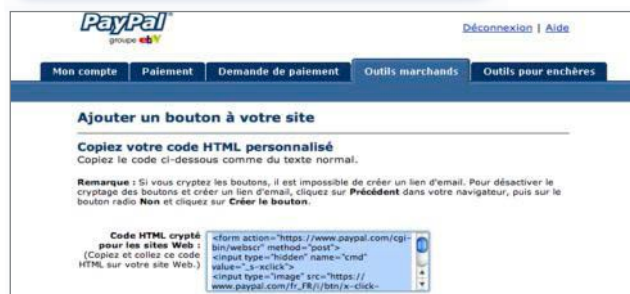 PayPal
groupe ebY
Déconnexion | Aide
Mon compte Paiement Demande de paiement Outils marchands Outils pour enchères
Ajouter un bouton à votre site
Copiez votre code HTML personnalisé
Copiez le code ci-dessous comme du texte normal.
Remarque : Si vous cryptez les boutons, il est impossible de créer un lien d'email. Pour désactiver le
cryptage des boutons et créer un lien d'email, cliquez sur Précédent dans votre navigateur, puis sur le
bouton radio Non et cliquez sur Créer le bouton.
Code HTML crypté
pour les sites Web :
(Copiez et collez ce code
HTML sur votre site Web.)
<form action="https://www.paypal.com/cgi-
bin/webscr" method="post">
<input type="hidden" name="cmd"
value="_s-xclick">
<input type="image" src="https://
www.paypal.com/fr_FR/i/btn/x-click-